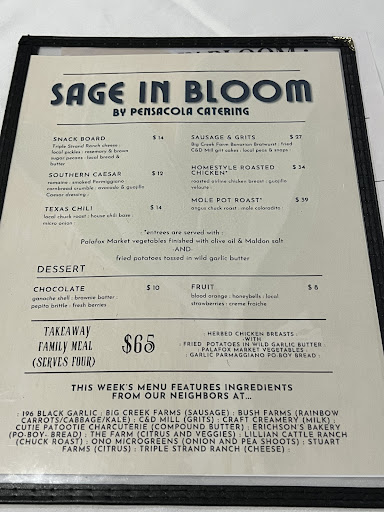 SAGE IN BLOOM
BY PENSACOLA CATERING
SNACK BOARD $ 14
Triple Strand Ranch cheese :
local pickles : rosemary & brown
sugar pecans : local bread &
butter
SOUTHERN CAESAR $ 12
romaine : smoked Parmaggiano :
cornbread crumble : avocado & guajillo
Caesar dressing :
TEXAS CHILI $ 14
local chuck roast : house chili base
micro onion
SAUSAGE & GRITS $ 27
Big Creek Farm Bavarian Bratwurst : fried
C&D Mill grit cakes : local peas & snaps :
HOMESTYLE ROASTED $ 34
CHICKEN*
roasted airline chicken breast : guajillo
veloute :
MOLE POT ROAST* $ 39
angus chuck roast : mole coloradito :
*entrees are served with :
Palafox Market vegetables finished with olive oil & Maldon salt
-AND-
fried potatoes tossed in wild garlic butter
DESSERT
CHOCOLATE $ 10
ganache shell : brownie batter :
pepita brittle : fresh berries
FRUIT $ 8
blood orange : honeybells : local
strawberries : creme fraiche
TAKEAWAY
FAMILY MEAL
(SERVES FOUR)
$65
: HERBED CHICKEN BREASTS :
-WITH-
: FRIED POTATOES IN WILD GARLIC BUTTER :
: PALAFOX MARKET VEGETABLES :
: GARLIC PARMAGGIANO PO BOY BREAD :
THIS WEEK'S MENU FEATURES INGREDIENTS
FROM OUR NEIGHBORS AT...
: 196 BLACK GARLIC : BIG CREEK FARMS (SAUSAGE) : BUSH FARMS (RAINBOW
CARROTS/CABBAGE/KALE) : C&D MILL (GRITS) : CRAFT CREAMERY (MILK) :
CUTIE PATOOTIE CHARCUTERIE (COMPOUND BUTTER) : ERICHSON'S BAKERY
(PO-BOY- BREAD) : THE FARM (CITRUS AND VEGGIES) : LILLIAN CATTLE RANCH
(CHUCK ROAST) : ONO MICROGREENS (ONION AND PEA SHOOTS) : STUART
FARMS (CITRUS) : TRIPLE STRAND RANCH (CHEESE) :